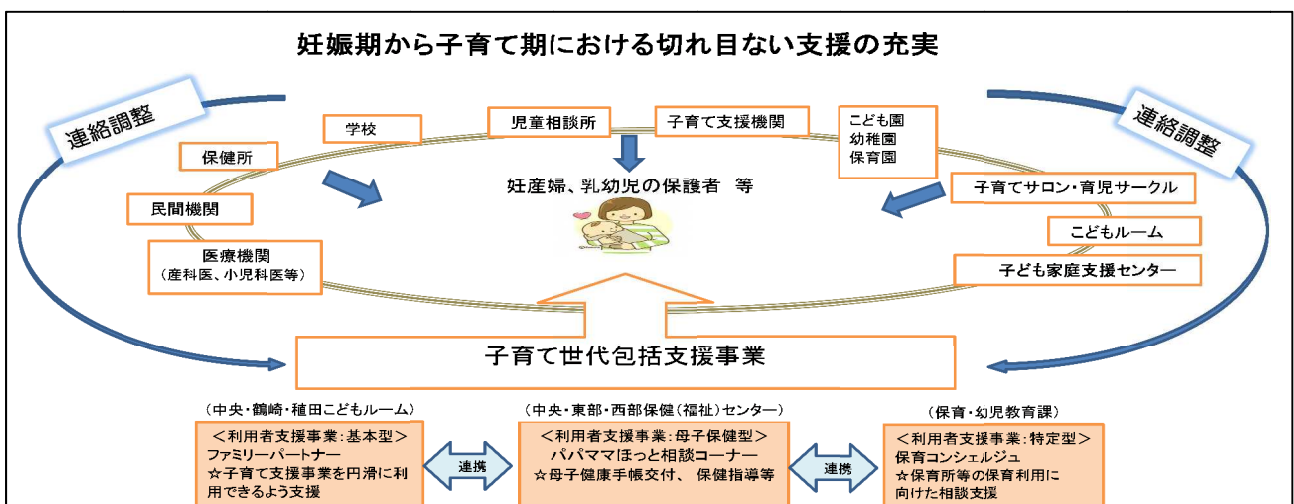 妊娠期から子育て期における切れ目ない支援の充実
連絡調整
連絡調整
学校
児童相談所
子育て支援機関
こども園
幼稚園
保育園
保健所
民間機関
医療機関
(産科医、小児科医等)
妊産婦、乳幼児の保護者 等
子育てサロン・育児サークル
こどもルーム
子ども家庭支援センター
子育て世代包括支援事業
(中央・鶴崎・稙田こどもルーム)
<利用者支援事業:基本型>
ファミリーパートナー
☆子育て支援事業を円滑に利
用できるよう支援
連携
(中央・東部・西部保健(福祉)センター)
<利用者支援事業:母子保健型>
パパママほっと相談コーナー
☆母子健康手帳交付、保健指導等
連携
(保育・幼児教育課)
<利用者支援事業:特定型>
保育コンシェルジュ
☆保育所等の保育利用に
向けた相談支援